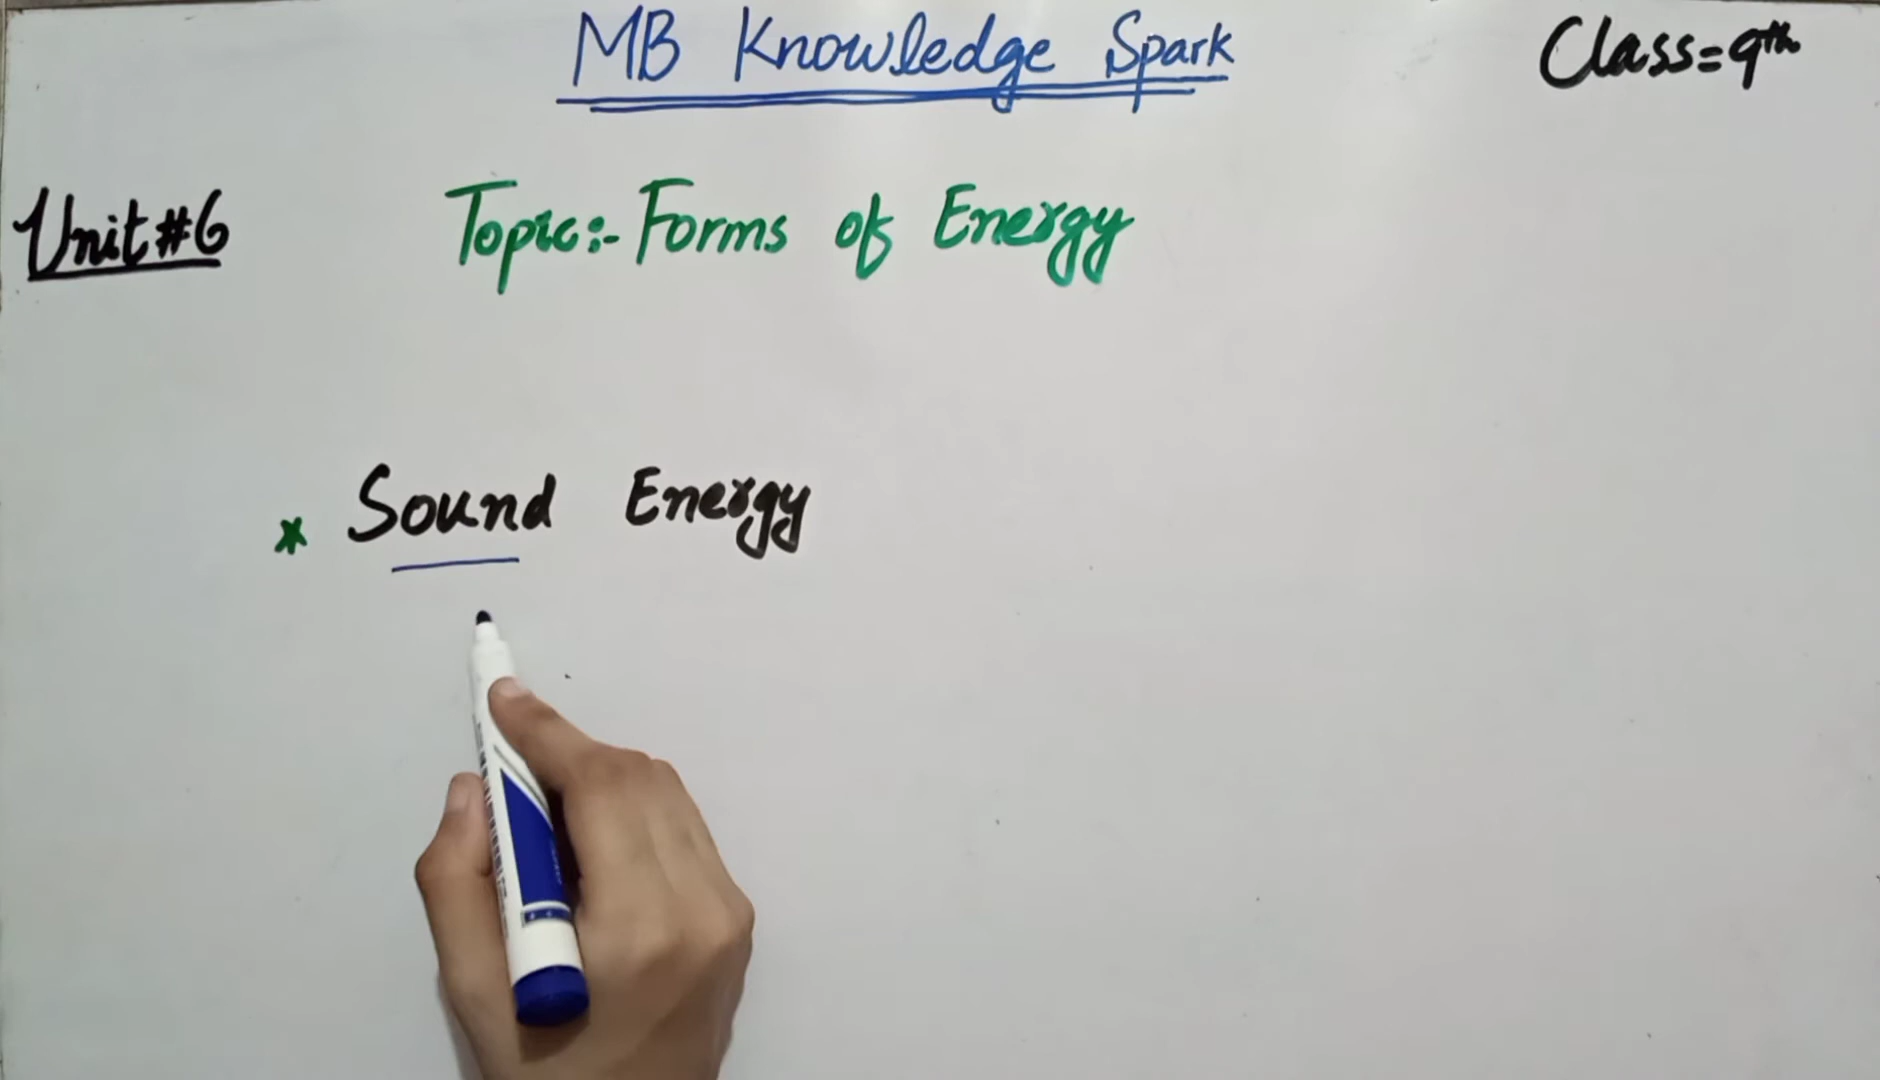 MB Knowledge Spark
Class=9th
Unit#6
Topic:- Forms of Energy
* Sound Energy